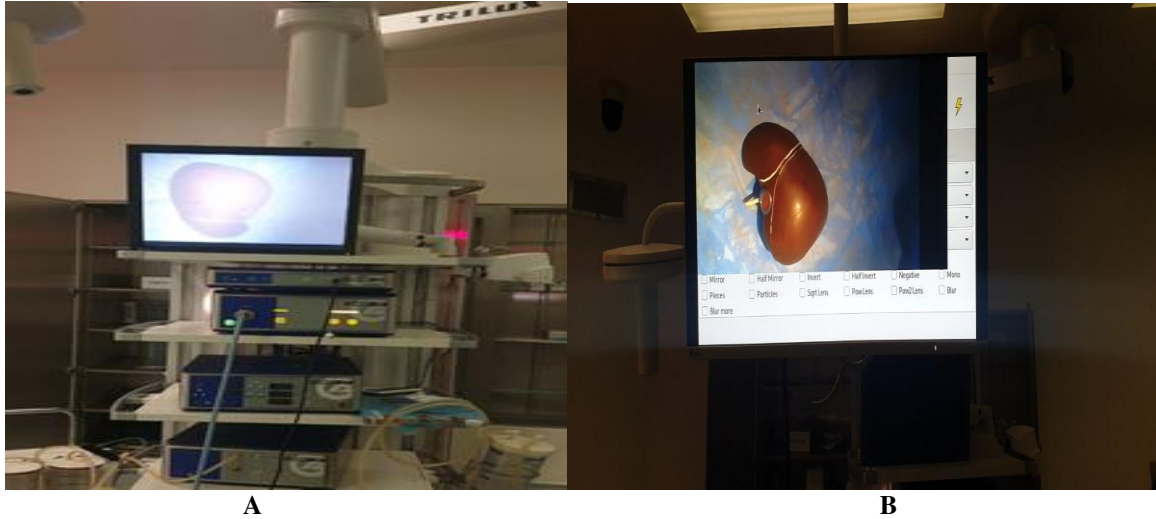 TRILUX
Mirror
Half Mirror
Invert
Half Invert
Negative
Mono
Pieces
Particles
Sqrt Lens
Pow Lens
Pow2 Lens
Blur
Blur more
A
B